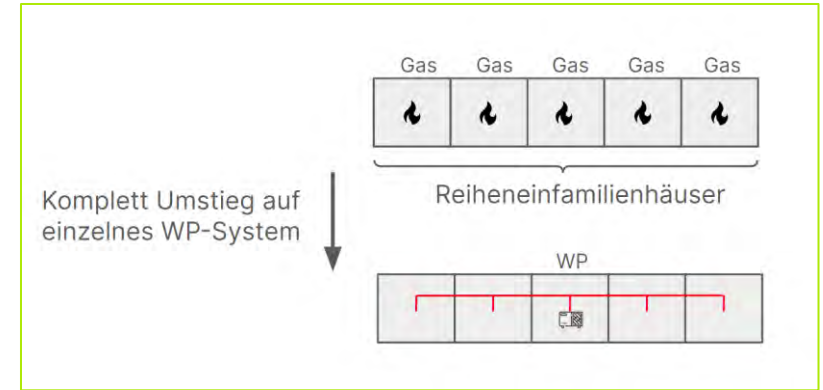 Gas Gas Gas Gas Gas
Reiheneinfamilienhäuser
Komplett Umstieg auf
einzelnes WP-System
WP